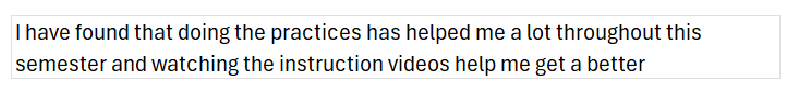 I have found that doing the practices has helped me a lot throughout this
semester and watching the instruction videos help me get a better